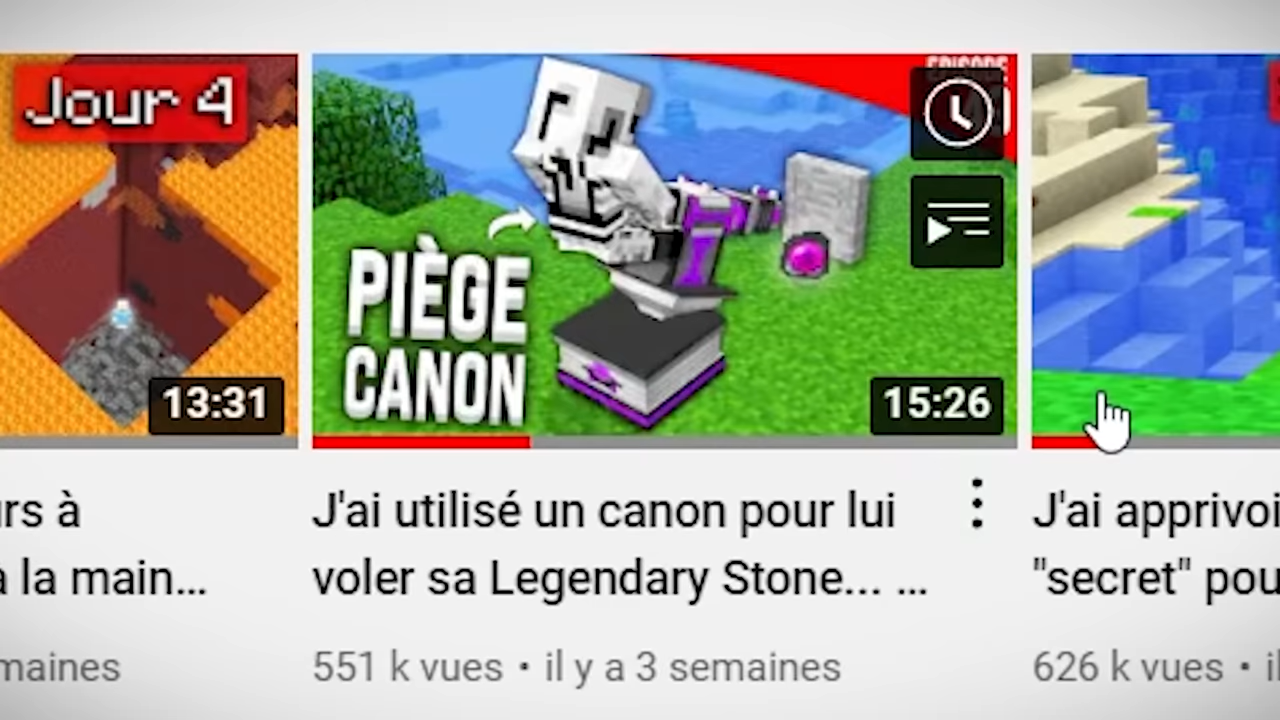 Jour 4
13:31
EPISODE
PIÈGE
CANON
15:26
rs à
la main...
J'ai utilisé un canon pour lui
voler sa Legendary Stone... ...
551 k vues • il y a 3 semaines
J'ai apprivoi
"secret" pou
626 k vues • il
maines